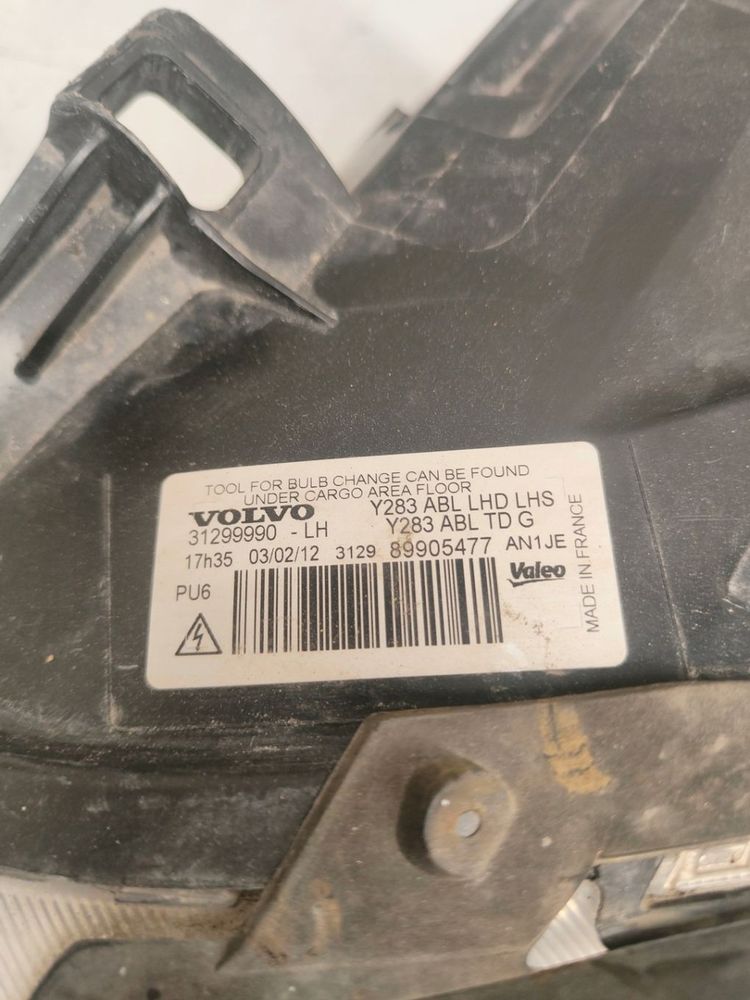 TOOL FOR BULB CHANGE CAN BE FOUND
UNDER CARGO AREA FLOOR
VOLVO Y283 ABL LHD LHS
31299990 - LH Y283 ABL TD G
17h35 03/02/12 3129 89905477 AN1JE
PU6 Valeo
MADE IN FRANCE